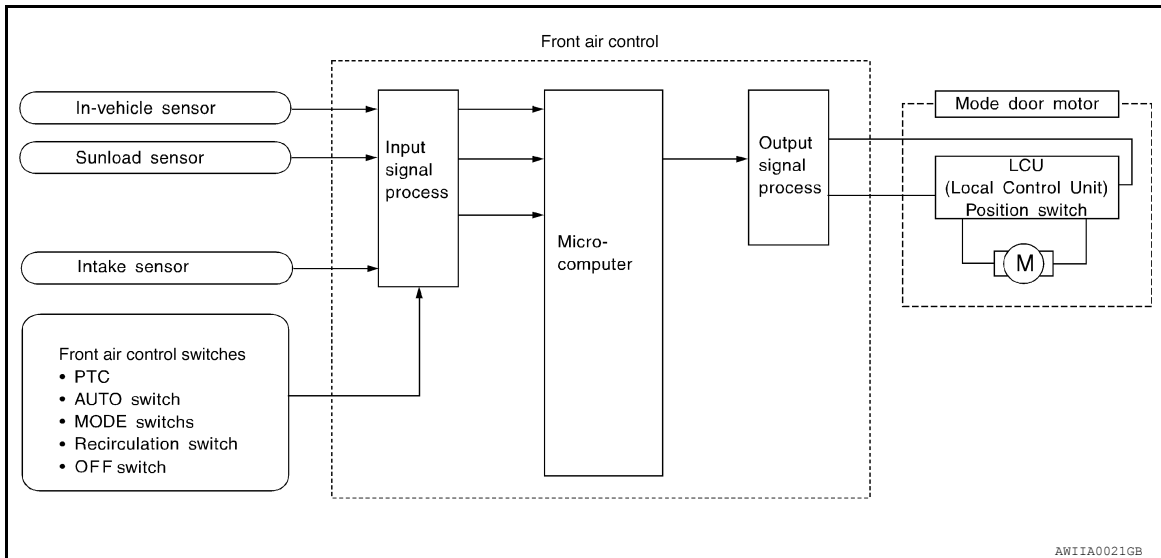 Front air control
In-vehicle sensor
Sunload sensor
Intake sensor
Front air control switches
• PTC
• AUTO switch
• MODE switchs
• Recirculation switch
• OFF switch
Input
signal
process
Micro-
computer
Output
signal
process
Mode door motor
LCU
(Local Control Unit)
Position switch
M
AWIIA0021GB